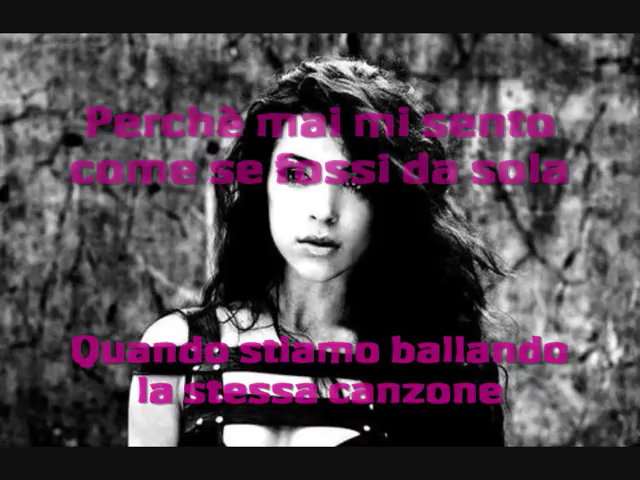 Perchè mai mi sento
come se fossi da sola
Quando stiamo ballando
la stessa canzone